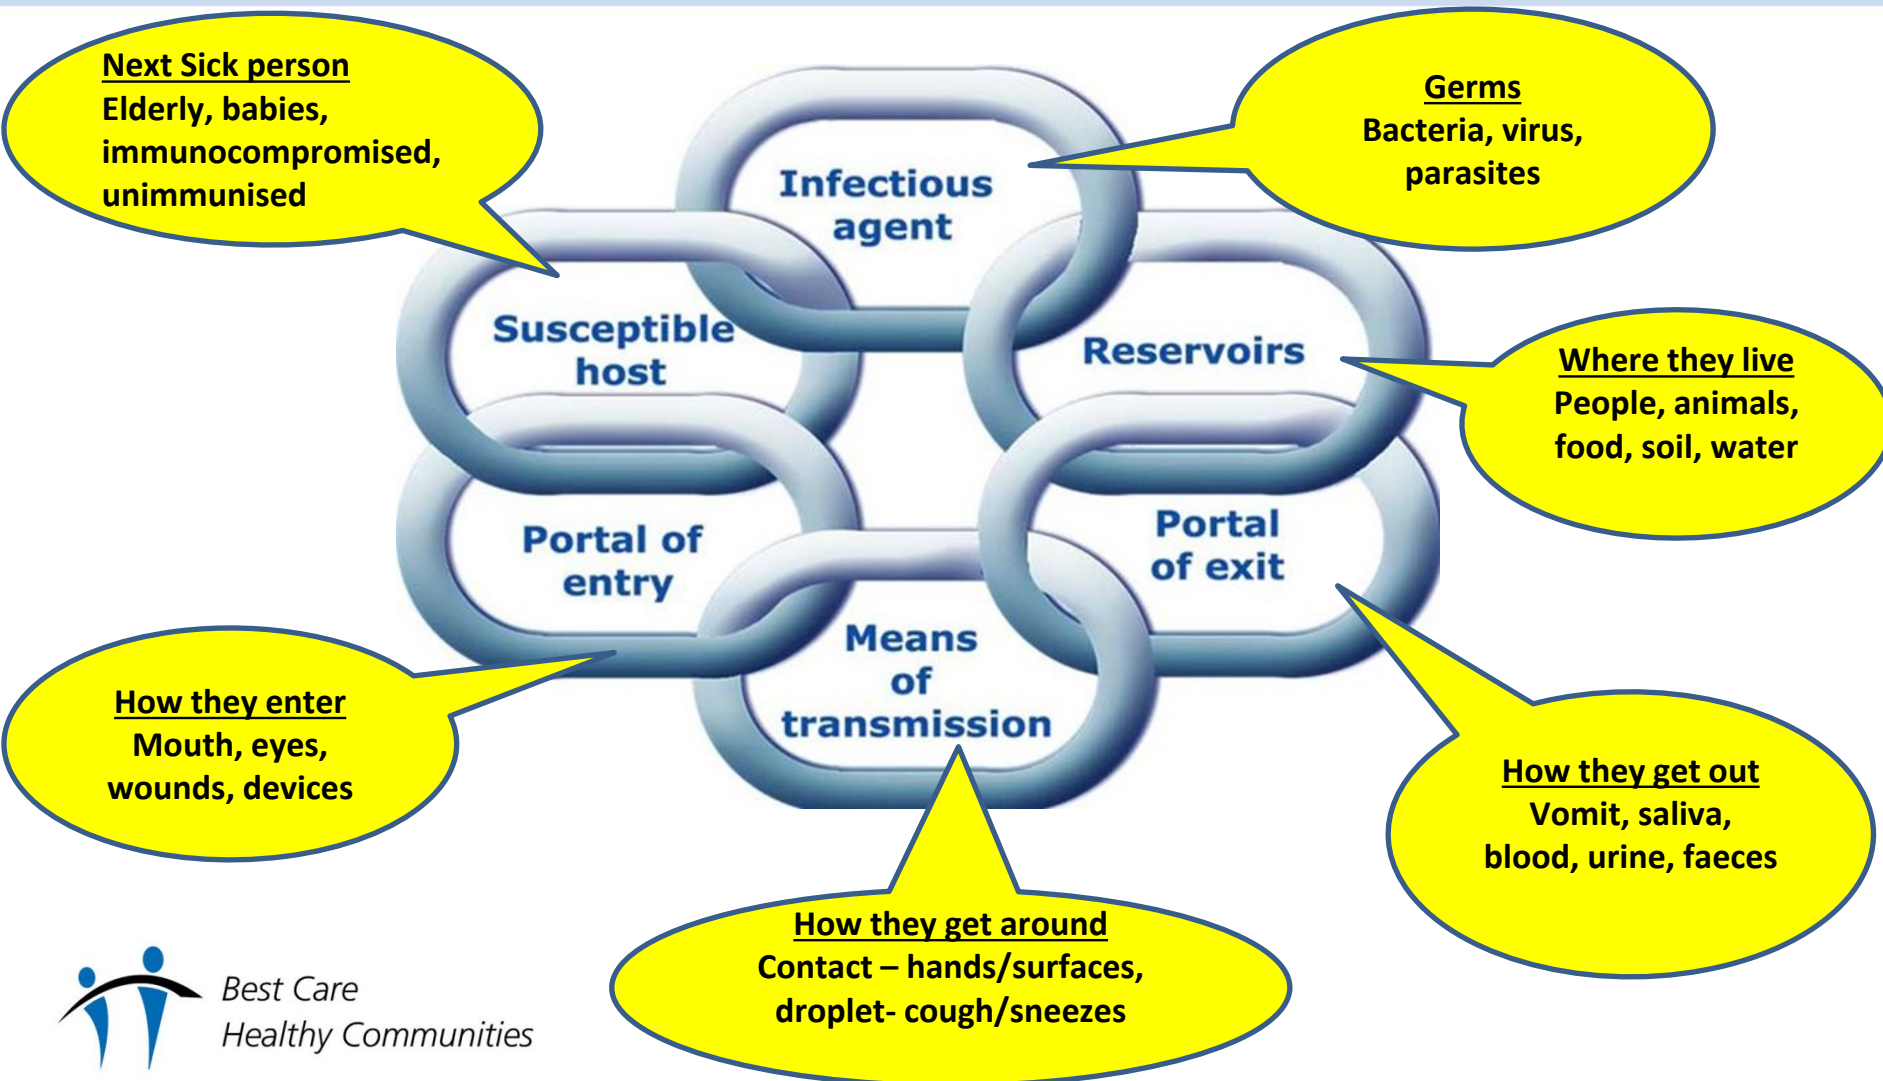 Next Sick person
Elderly, babies,
immunocompromised,
unimmunised
Germs
Bacteria, virus,
parasites
Infectious
agent
Susceptible
host
Reservoirs
Where they live
People, animals,
food, soil, water
Portal of
entry
Portal
of exit
Means
of
transmission
How they enter
Mouth, eyes,
wounds, devices
How they get out
Vomit, saliva,
blood, urine, faeces
How they get around
Contact – hands/surfaces,
droplet- cough/sneezes
Best Care
Healthy Communities